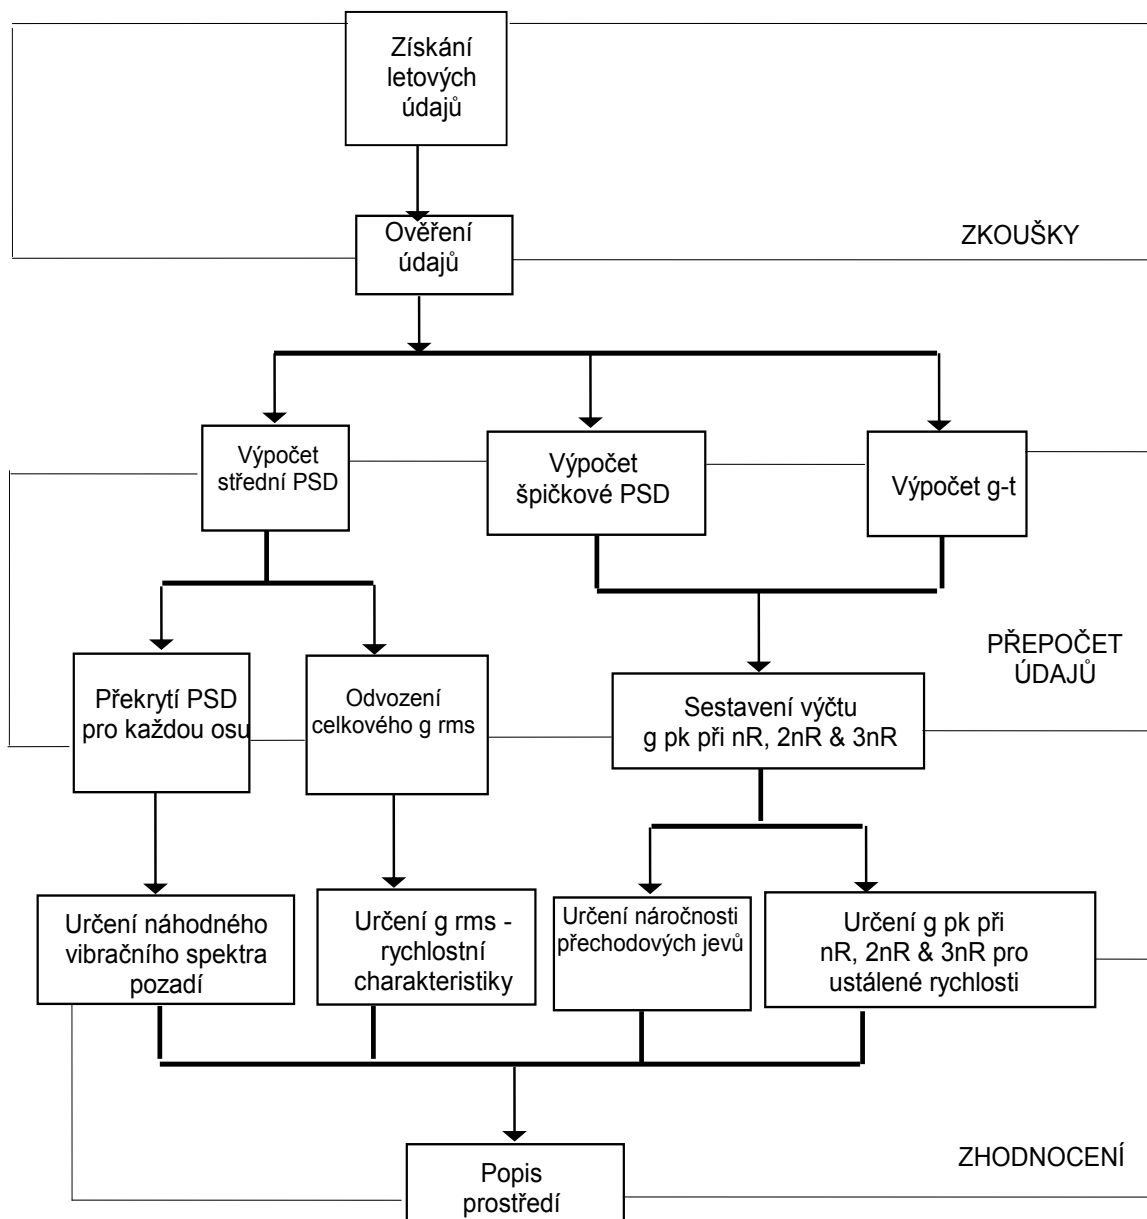 Získání
letových
údajů
Ověření
údajů
ZKOUŠKY
Výpočet
střední PSD
Výpočet
špičkové PSD
Výpočet g-t
Překrytí PSD
pro každou osu
Odvození
celkového g rms
Sestavení výčtu
g pk při nR, 2nR & 3nR
PŘEPOČET
ÚDAJŮ
Určení náhodného
vibračního spektra
pozadí
Určení g rms -
rychlostní
charakteristiky
Určení náročnosti
přechodových jevů
Určení g pk při
nR, 2nR & 3nR pro
ustálené rychlosti
Popis
prostředí
ZHODNOCENÍ